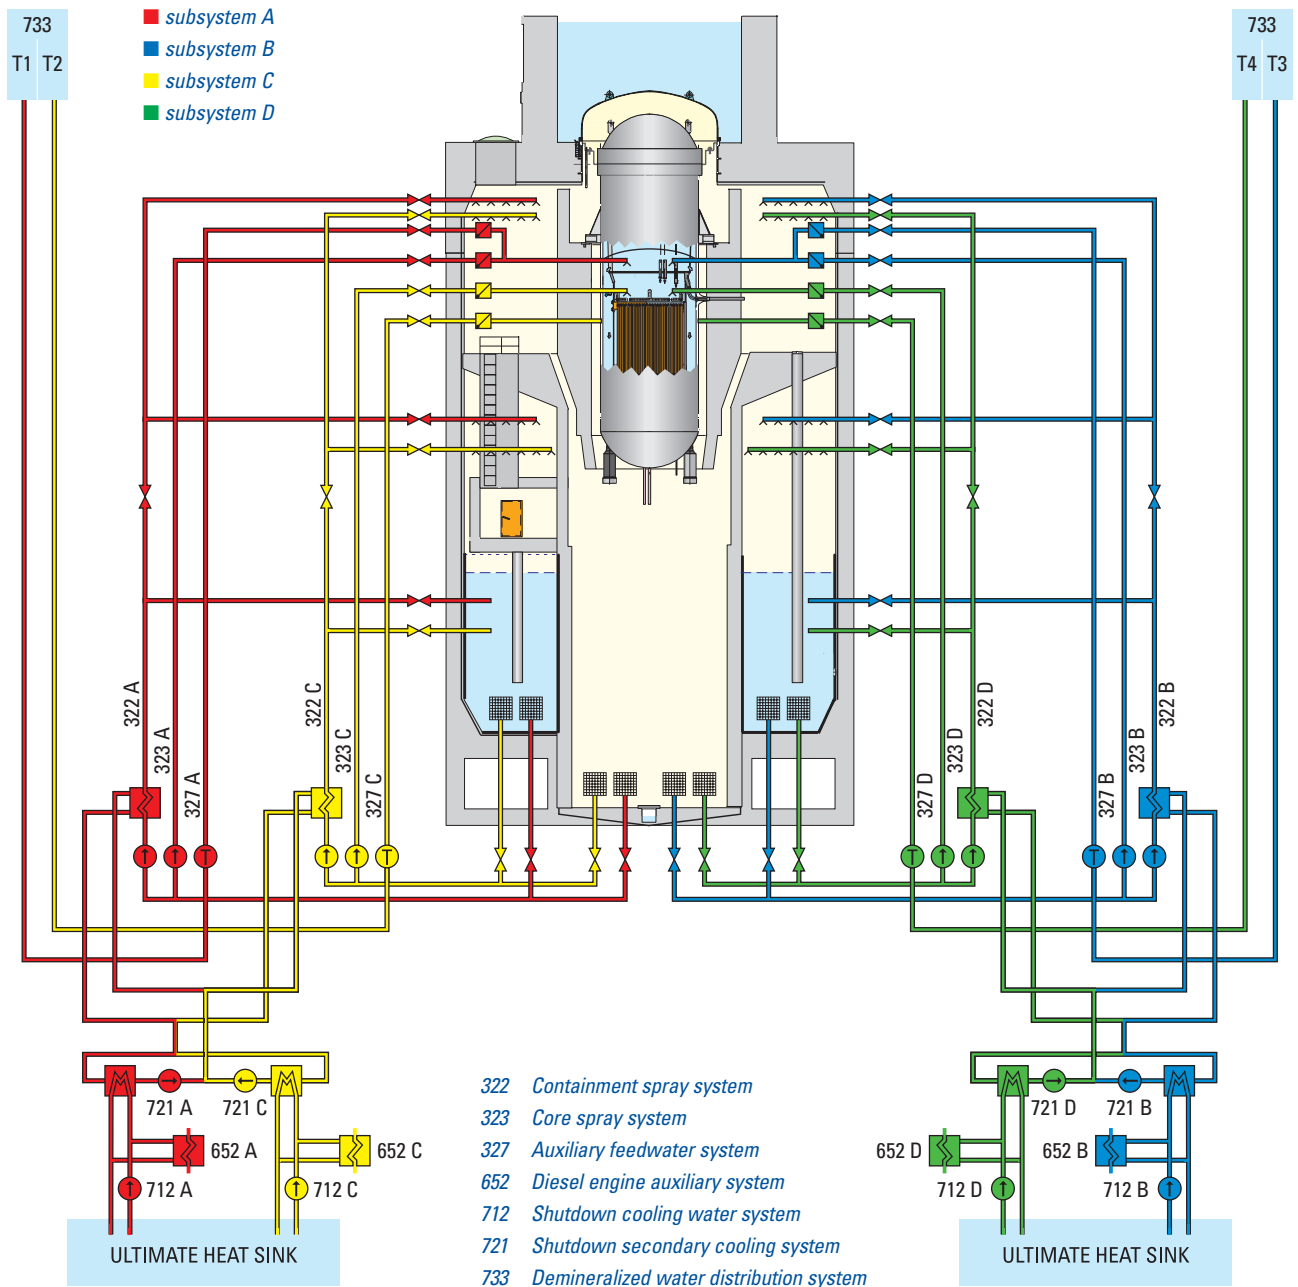 733
T1 T2
subsystem A
subsystem B
subsystem C
subsystem D
733
T4 T3
322 A
323 A
327 A
322 C
323 C
327 C
327 D
323 D
322 D
327 B
323 B
322 B
T
T
T
T
721 A
721 C
652 A
652 C
712 A
712 C
ULTIMATE HEAT SINK
322 Containment spray system
323 Core spray system
327 Auxiliary feedwater system
652 Diesel engine auxiliary system
712 Shutdown cooling water system
721 Shutdown secondary cooling system
733 Demineralized water distribution system
721 D
721 B
652 D
652 B
712 D
712 B
ULTIMATE HEAT SINK